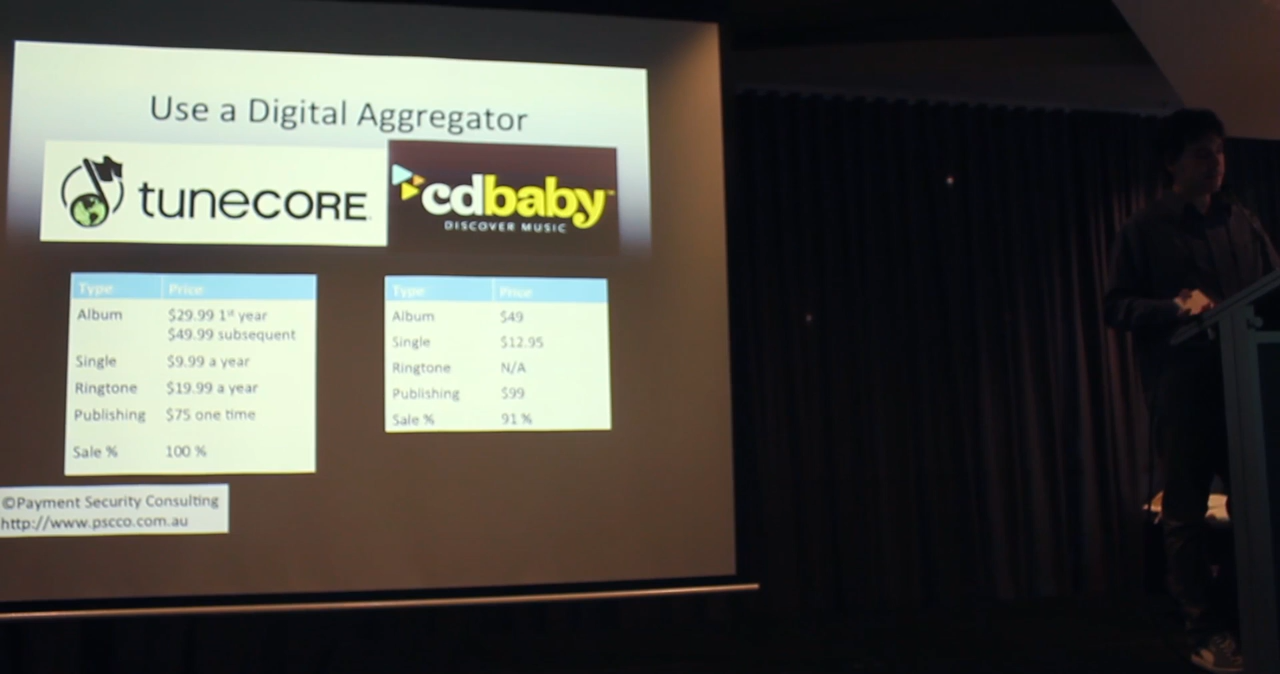 Use a Digital Aggregator
tuneCORE
cdbaby™
DISCOVER MUSIC
Type Price
Album $29.99 1st year
$49.99 subsequent
Single $9.99 a year
Ringtone $19.99 a year
Publishing $75 one time
Sale % 100 %
Type Price
Album $49
Single $12.95
Ringtone N/A
Publishing $99
Sale % 91 %
©Payment Security Consulting
http://www.pscco.com.au